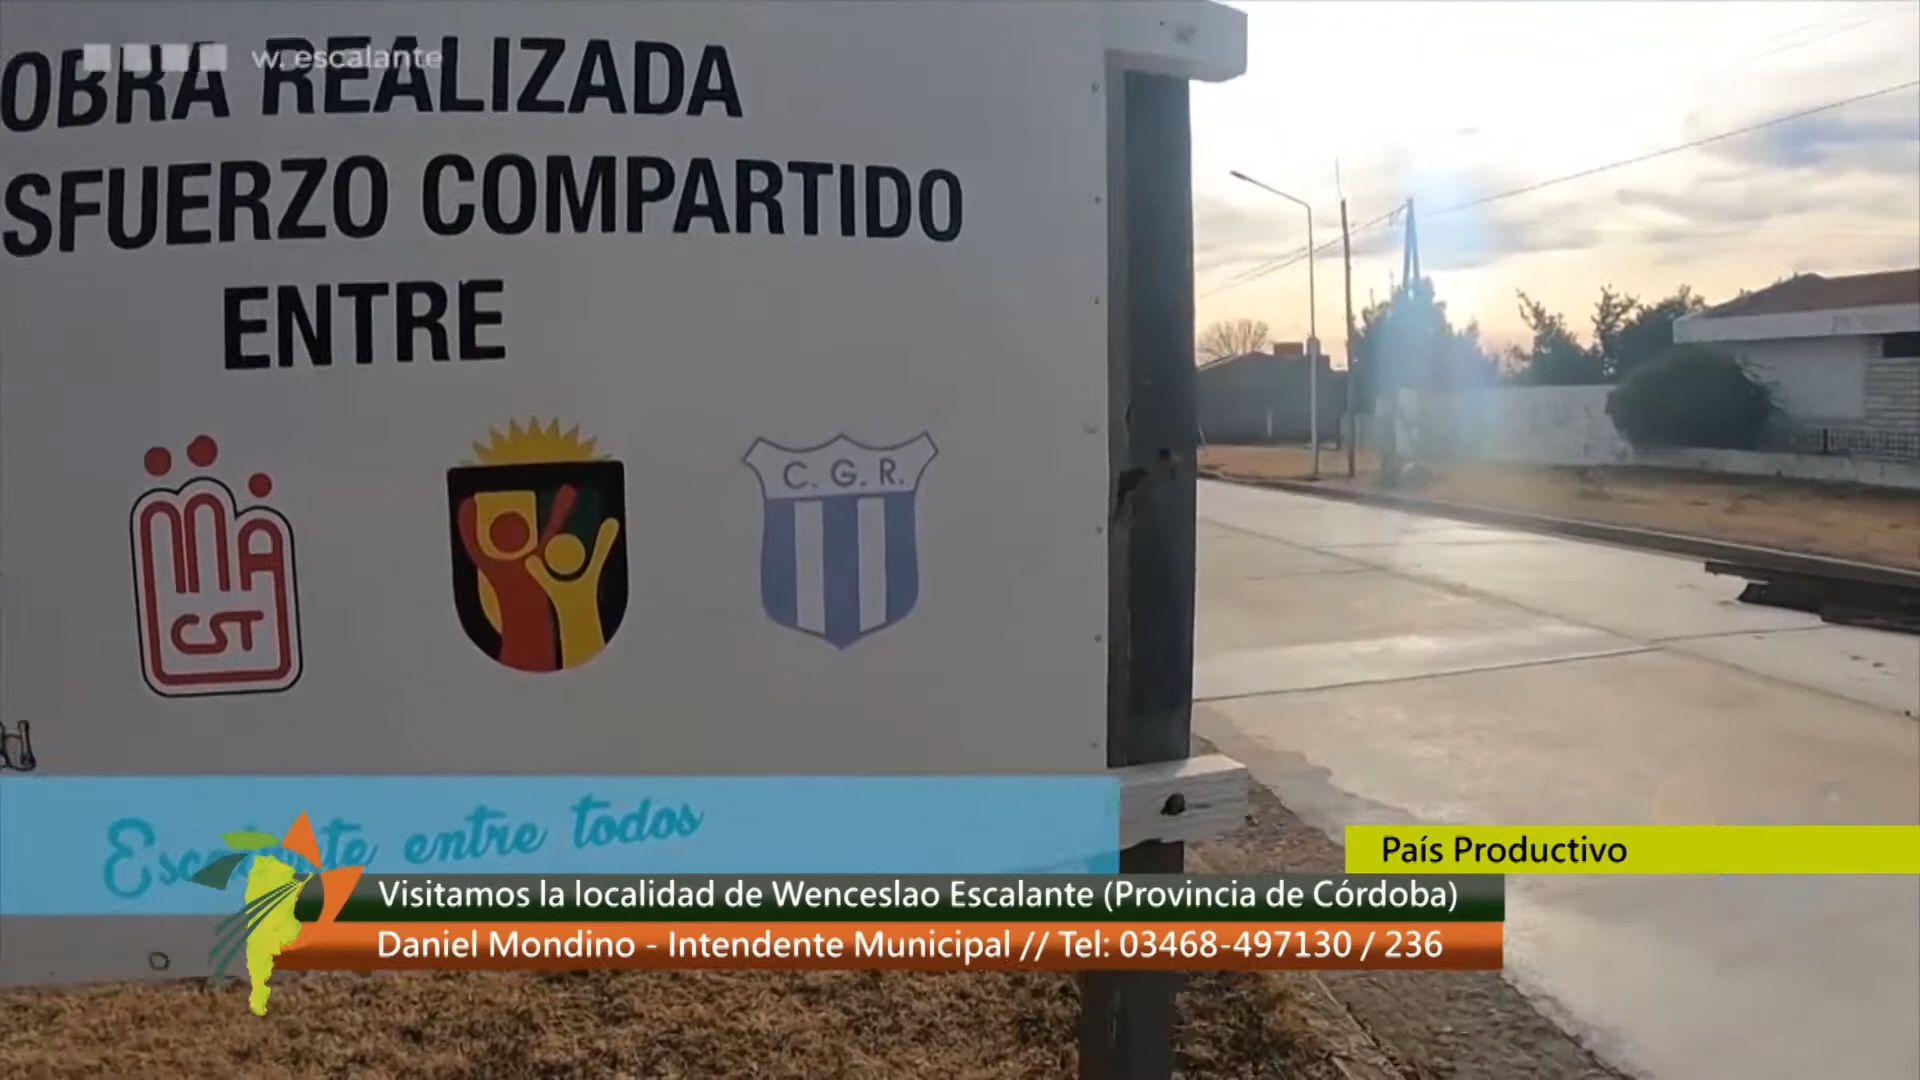 w. escalante
OBRA REALIZADA
SFUERZO COMPARTIDO
ENTRE
C. G. R.
CST
entre todos
País Productivo
Visitamos la localidad de Wenceslao Escalante (Provincia de Córdoba)
Daniel Mondino - Intendente Municipal // Tel: 03468-497130 / 236